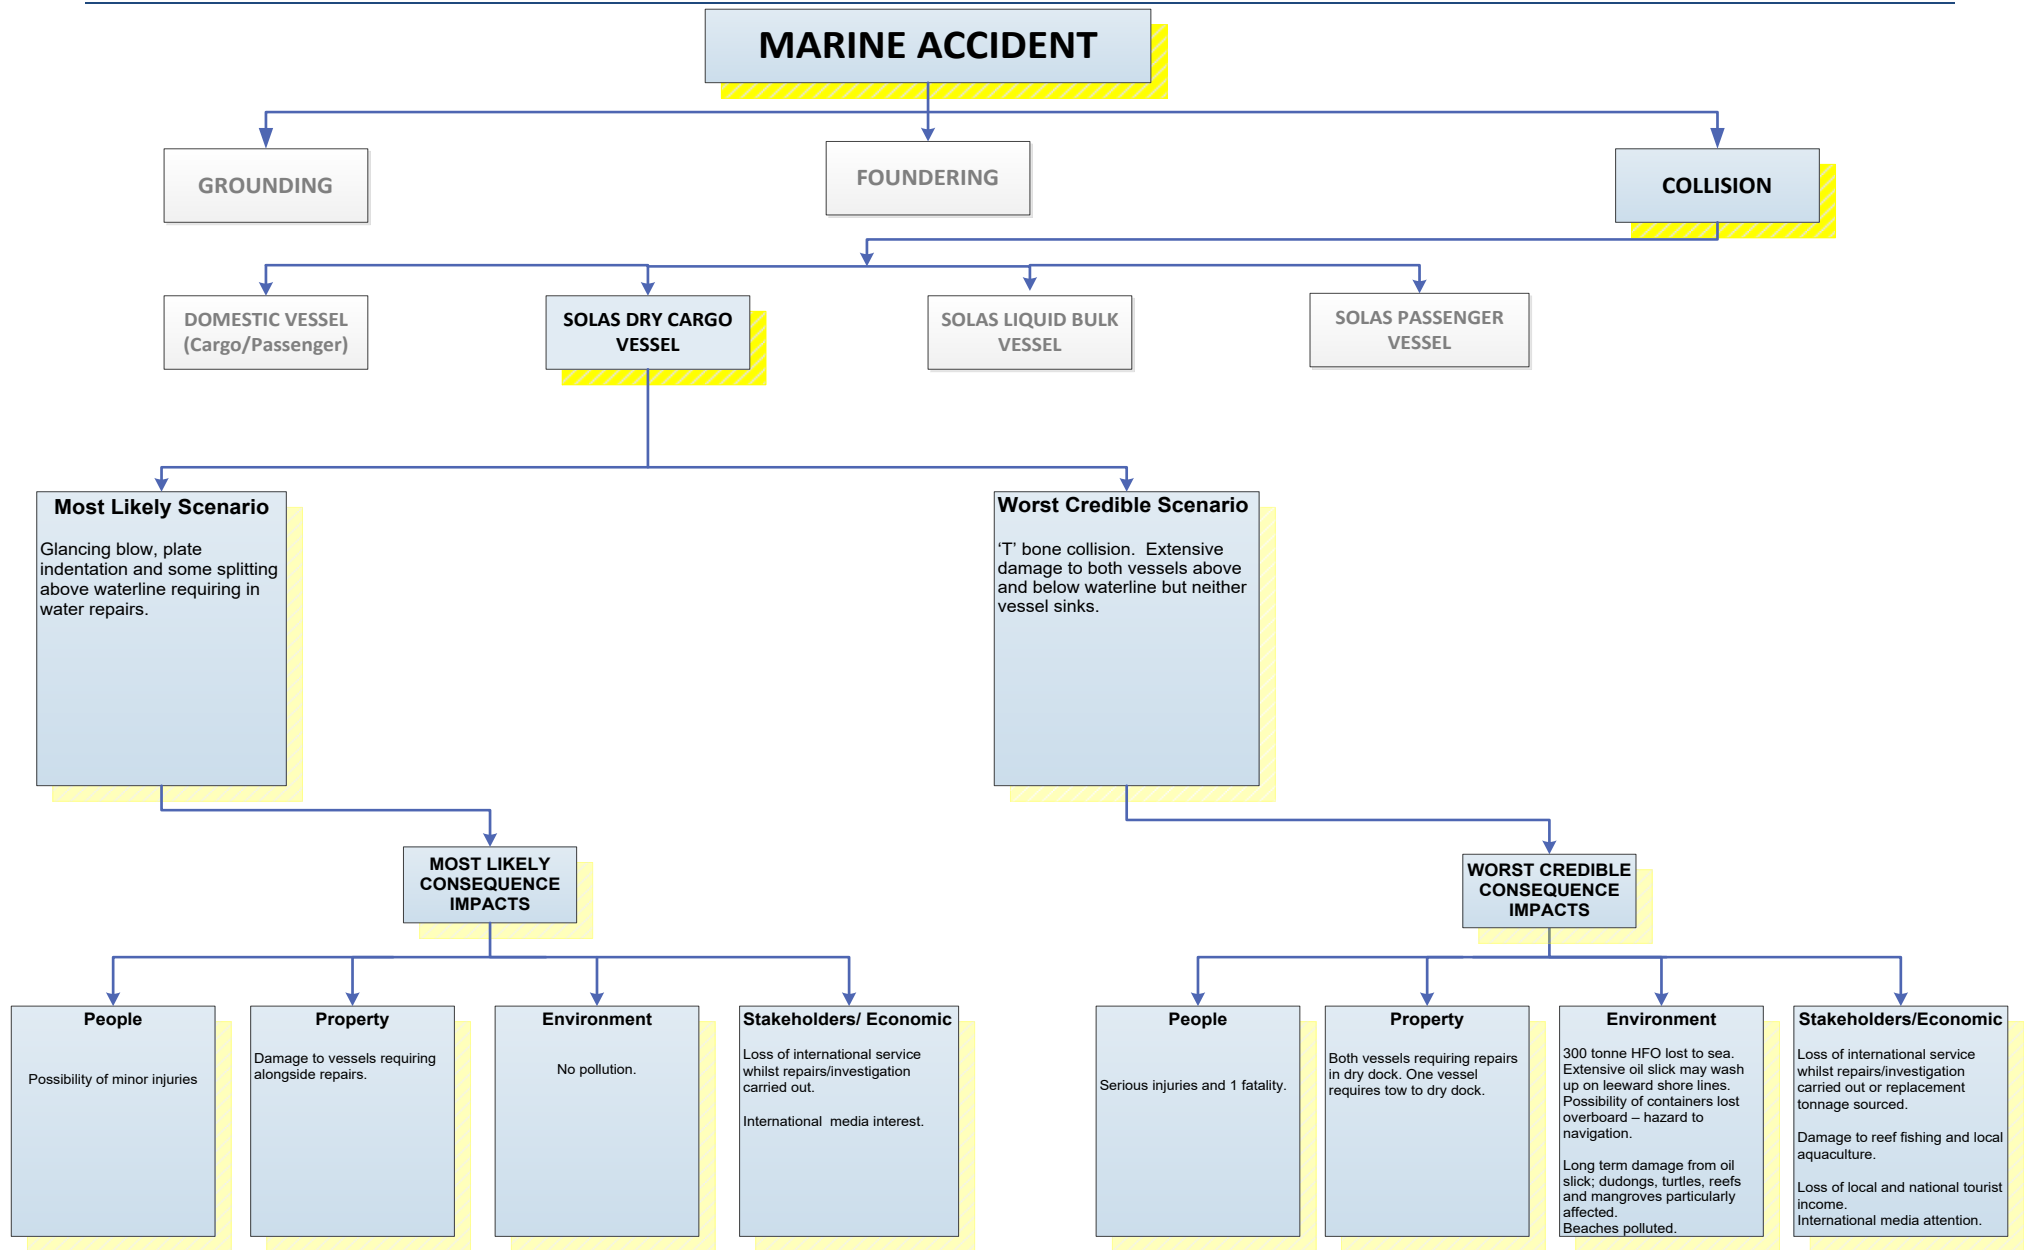 MARINE ACCIDENT
GROUNDING
FOUNDERING
COLLISION
DOMESTIC VESSEL
(Cargo/Passenger)
SOLAS DRY CARGO
VESSEL
SOLAS LIQUID BULK
VESSEL
SOLAS PASSENGER
VESSEL
Most Likely Scenario
Glancing blow, plate
indentation and some splitting
above waterline requiring in
water repairs.
Worst Credible Scenario
‘T’ bone collision.  Extensive
damage to both vessels above
and below waterline but neither
vessel sinks.
MOST LIKELY
CONSEQUENCE
IMPACTS
WORST CREDIBLE
CONSEQUENCE
IMPACTS
People
Possibility of minor injuries
Property
Damage to vessels requiring
alongside repairs.
Environment
No pollution.
Stakeholders/ Economic
Loss of international service
whilst repairs/investigation
carried out.
International  media interest.
People
Serious injuries and 1 fatality.
Property
Both vessels requiring repairs
in dry dock. One vessel
requires tow to dry dock.
Environment
300 tonne HFO lost to sea.
Extensive oil slick may wash
up on leeward shore lines.
Possibility of containers lost
overboard – hazard to
navigation.
Long term damage from oil
slick; dudongs, turtles, reefs
and mangroves particularly
affected.
Beaches polluted.
Stakeholders/Economic
Loss of international service
whilst repairs/investigation
carried out or replacement
tonnage sourced.
Damage to reef fishing and local
aquaculture.
Loss of local and national tourist
income.
International media attention.